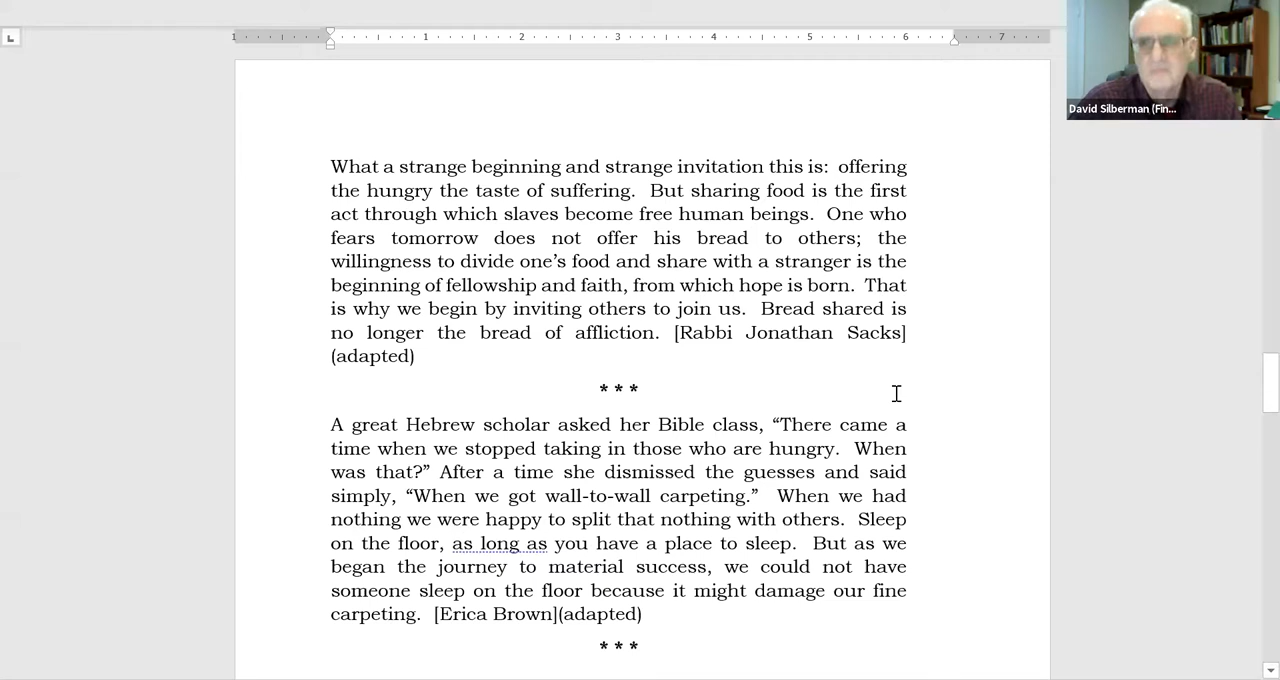 1 1 2 3 4 5 6 7
David Silberman (Fin...
What a strange beginning and strange invitation this is:  offering
the hungry the taste of suffering.  But sharing food is the first
act through which slaves become free human beings.  One who
fears tomorrow does not offer his bread to others; the
willingness to divide one’s food and share with a stranger is the
beginning of fellowship and faith, from which hope is born.  That
is why we begin by inviting others to join us.  Bread shared is
no longer the bread of affliction. [Rabbi Jonathan Sacks]
(adapted)
* * *
A great Hebrew scholar asked her Bible class, “There came a
time when we stopped taking in those who are hungry.  When
was that?” After a time she dismissed the guesses and said
simply, “When we got wall-to-wall carpeting.”  When we had
nothing we were happy to split that nothing with others.  Sleep
on the floor, as long as you have a place to sleep.  But as we
began the journey to material success, we could not have
someone sleep on the floor because it might damage our fine
carpeting.  [Erica Brown](adapted)
* * *